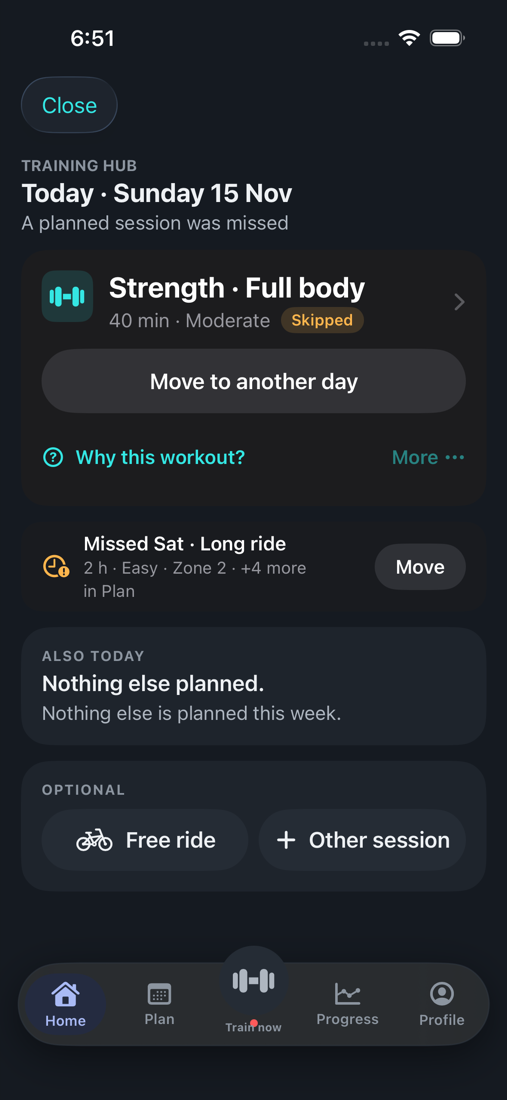 6:51
Close
TRAINING HUB
Today · Sunday 15 Nov
A planned session was missed
Strength · Full body
40 min · Moderate Skipped
Move to another day
Why this workout? More ···
Missed Sat · Long ride
2 h · Easy · Zone 2 · +4 more
in Plan
Move
ALSO TODAY
Nothing else planned.
Nothing else is planned this week.
OPTIONAL
Free ride + Other session
Home Plan Train now Progress Profile